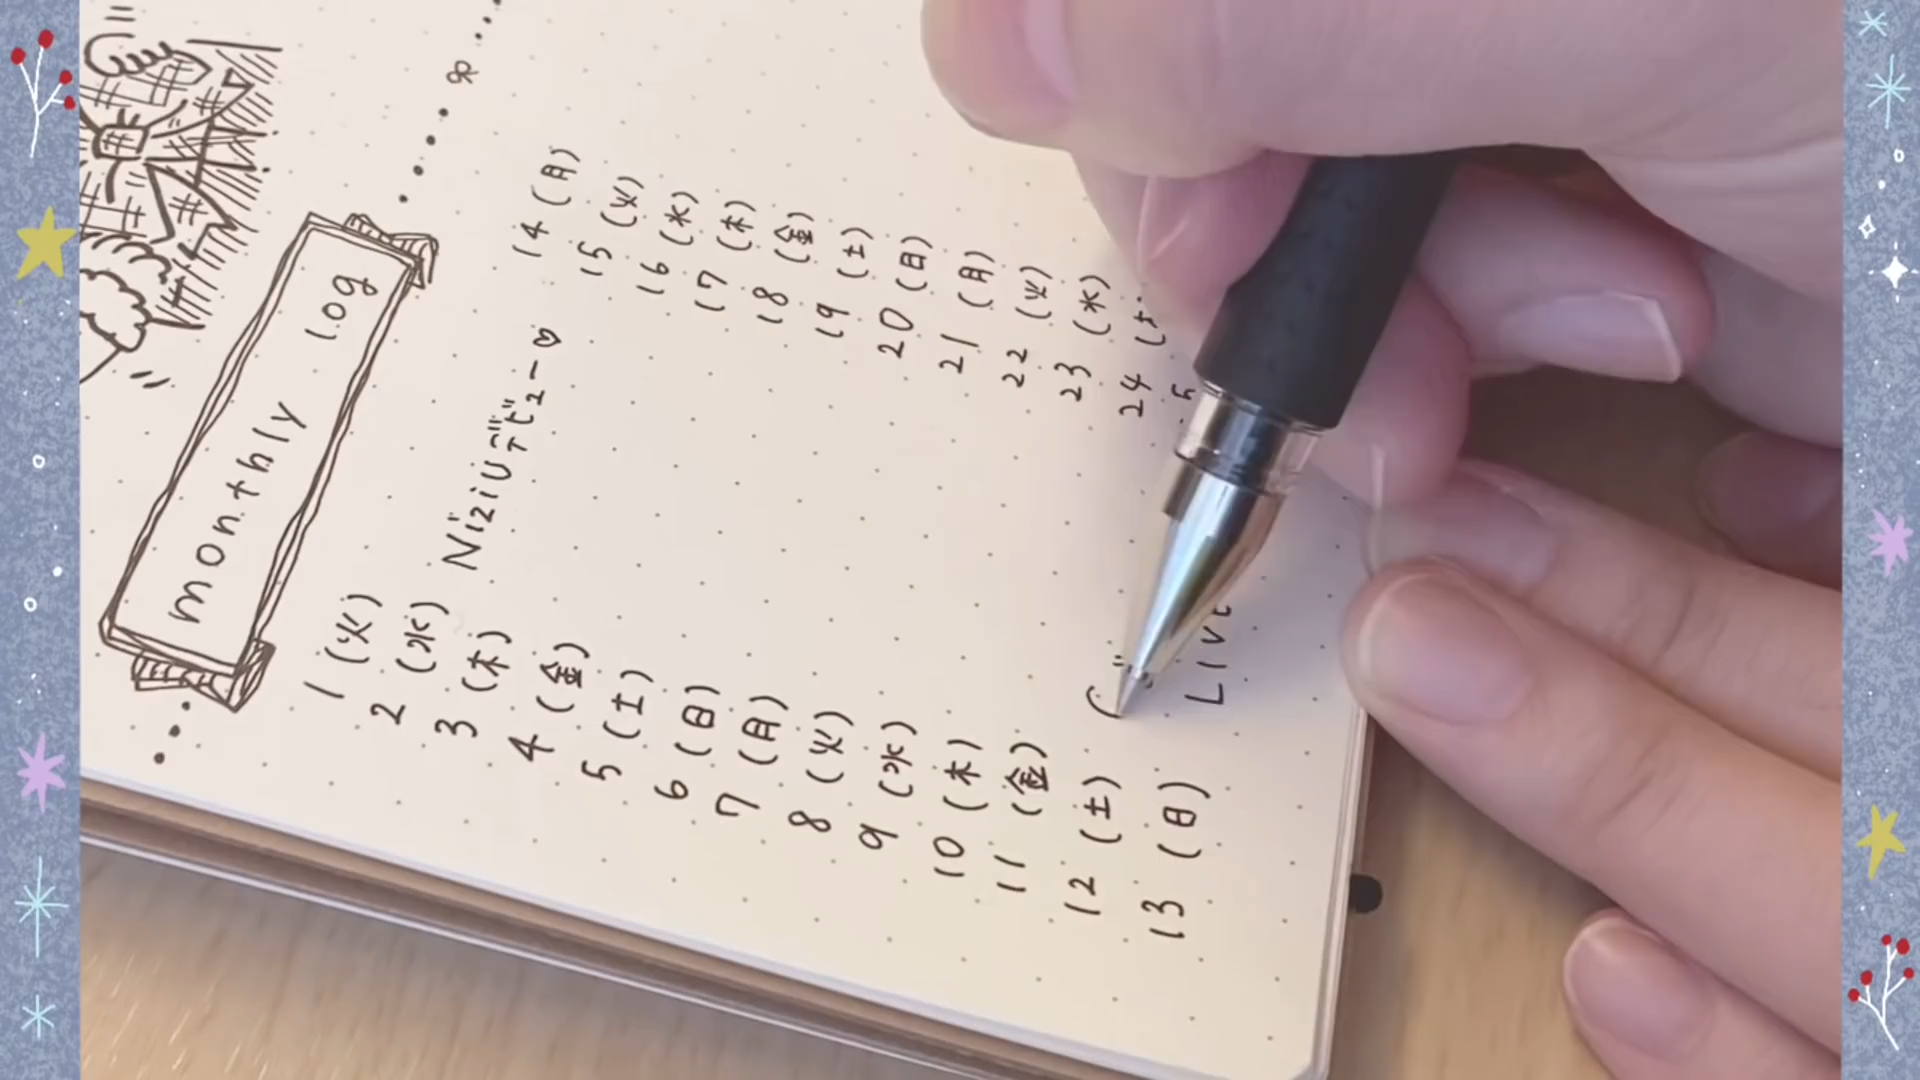 monthly log
1 (火)
2 (水) NiziUデビュー♡
3 (木)
4 (金)
5 (土)
6 (日)
7 (月)
8 (火)
9 (水)
10 (木)
11 (金)
12 (土)
13 (日) Live
14 (月)
15 (火)
16 (水)
17 (木)
18 (金)
19 (土)
20 (日)
21 (月)
22 (火)
23 (水)
24